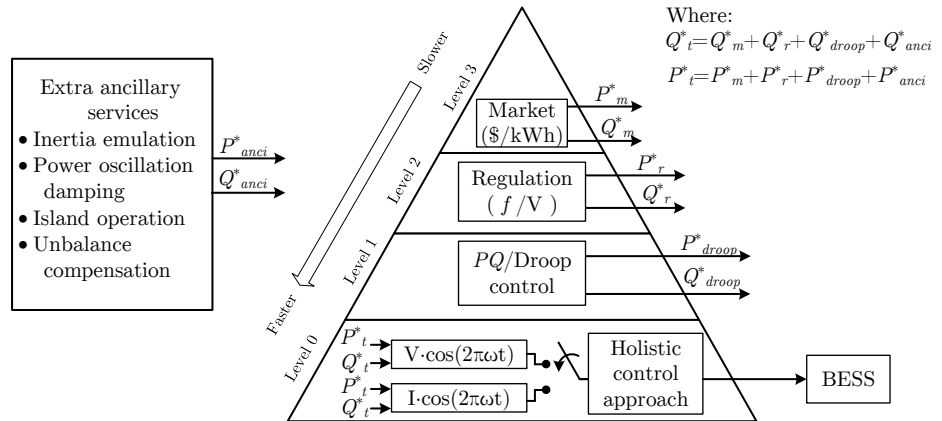 Where:
Q*t=Q*m+Q*r+Q*droop+Q*anci
P*t=P*m+P*r+P*droop+P*anci
Extra ancillary
services
• Inertia emulation
• Power oscillation
damping
• Island operation
• Unbalance
compensation
P*anci
Q*anci
Slower
Faster
Level 3
Market
($/kWh)
P*m
Q*m
Level 2
Regulation
( f /V )
P*r
Q*r
Level 1
PQ/Droop
control
P*droop
Q*droop
Level 0
P*t
Q*t
V·cos(2πωt)
P*t
Q*t
I·cos(2πωt)
Holistic
control
approach
BESS